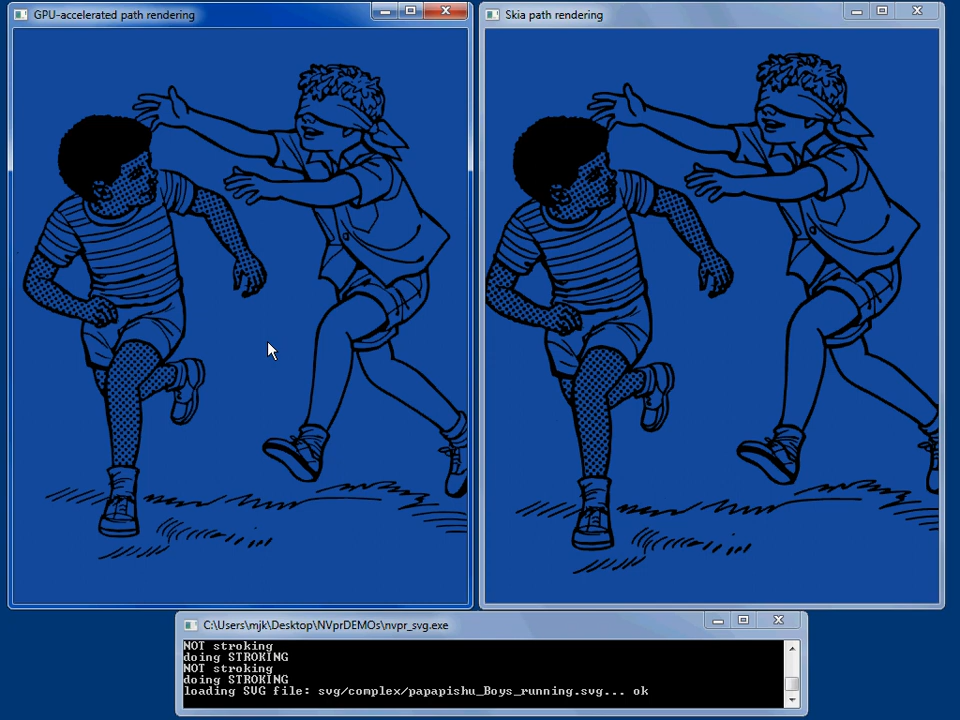 GPU-accelerated path rendering
Skia path rendering
C:\Users\mjk\Desktop\NVprDEMOs\nvpr_svg.exe
NOT stroking
doing STROKING
NOT stroking
doing STROKING
loading SVG file: svg/complex/papapishu_Boys_running.svg... ok